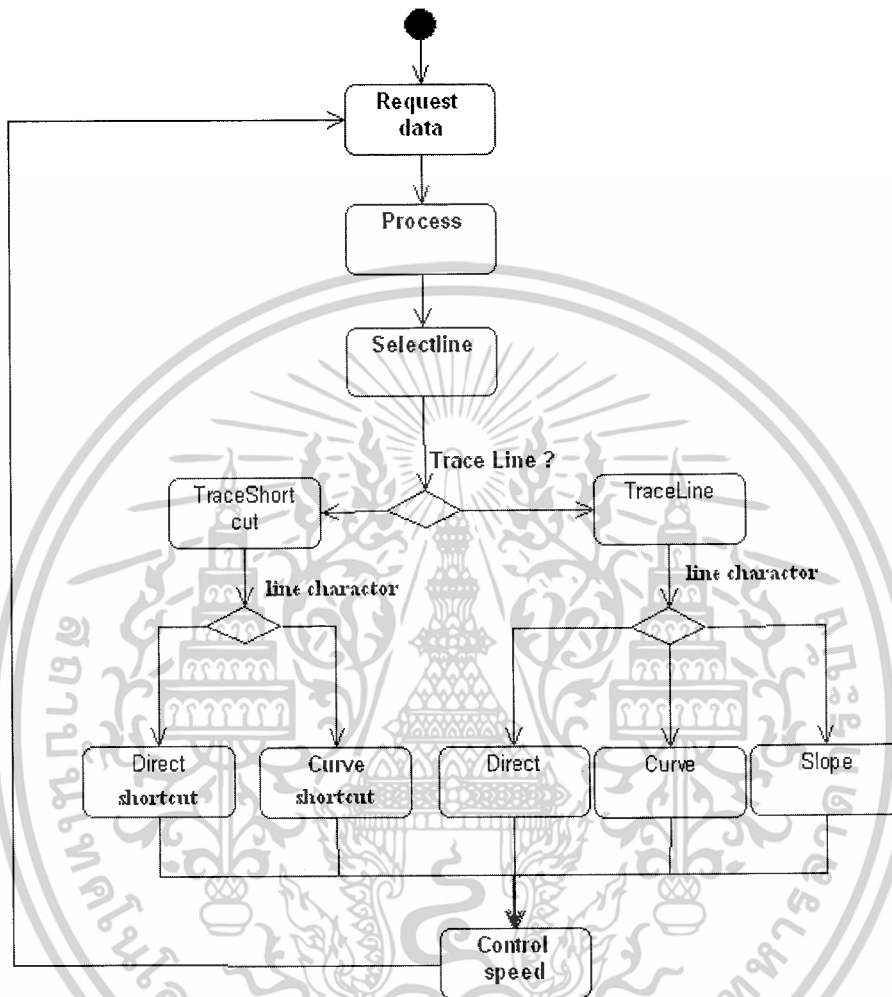 Request
data
Process
Selectline
Trace Line ?
TraceShort
cut
TraceLine
line charactor
line charactor
Direct
shortcut
Curve
shortcut
Direct
Curve
Slope
Control
speed